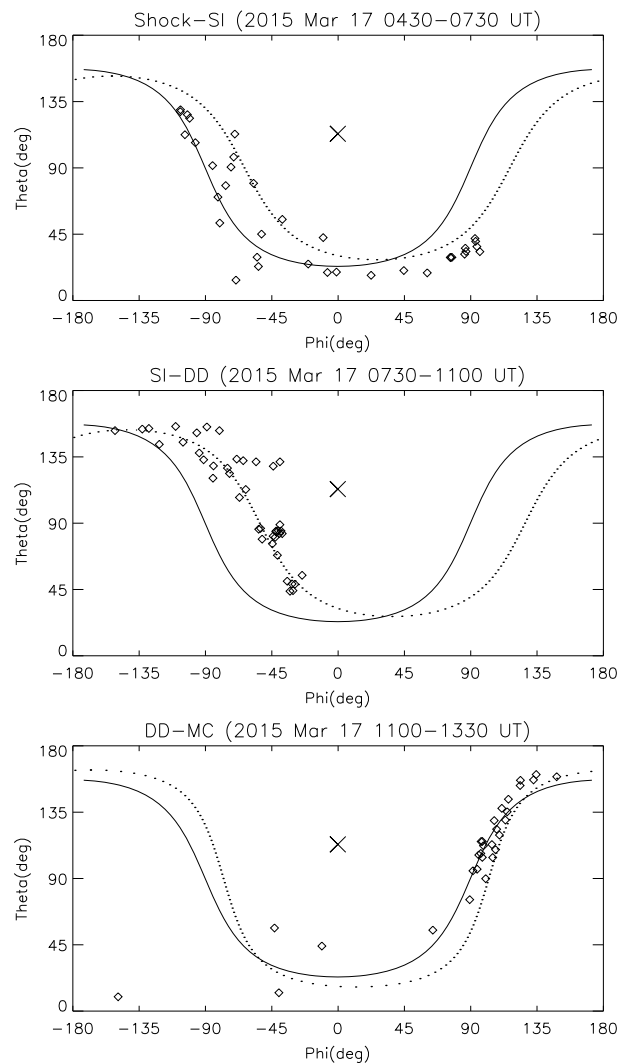 Shock-SI (2015 Mar 17 0430-0730 UT)
180
135
90
45
0
Theta(deg)
-180 -135 -90 -45 0 45 90 135 180
Phi(deg)
SI-DD (2015 Mar 17 0730-1100 UT)
180
135
90
45
0
Theta(deg)
-180 -135 -90 -45 0 45 90 135 180
Phi(deg)
DD-MC (2015 Mar 17 1100-1330 UT)
180
135
90
45
0
Theta(deg)
-180 -135 -90 -45 0 45 90 135 180
Phi(deg)